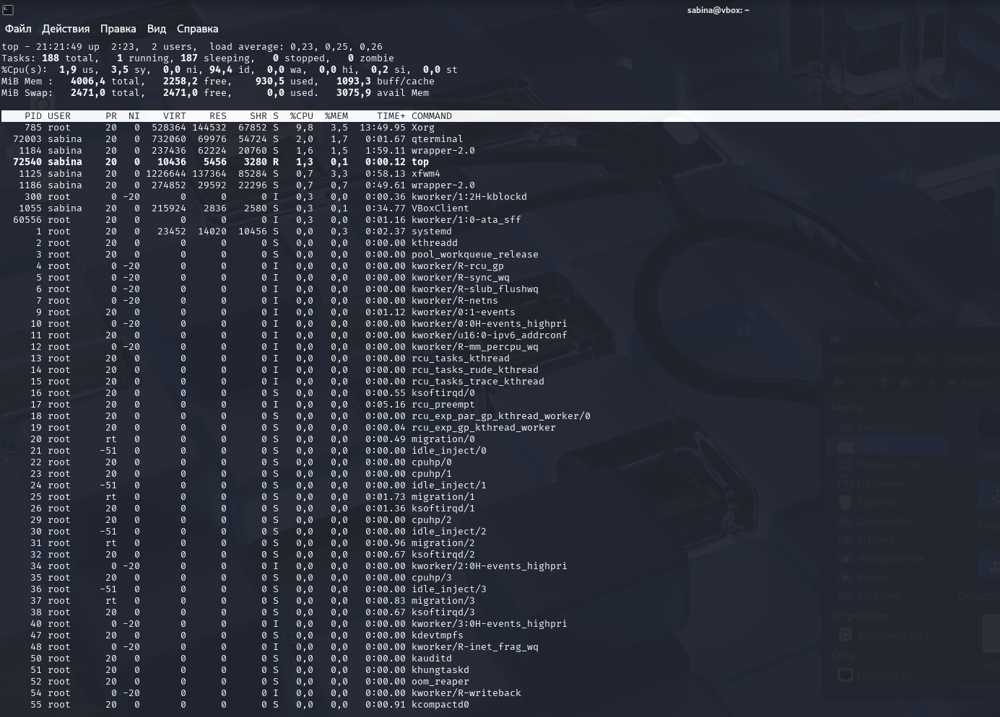 sabina@vbox: ~
Файл Действия Правка Вид Справка
top - 21:21:49 up  2:23,  2 users,  load average: 0,23, 0,25, 0,26
Tasks: 188 total,   1 running, 187 sleeping,   0 stopped,   0 zombie
%Cpu(s):  1,9 us,  3,5 sy,  0,0 ni, 94,4 id,  0,0 wa,  0,0 hi,  0,2 si,  0,0 st
MiB Mem :   4006,4 total,   2258,2 free,    930,5 used,   1093,3 buff/cache
MiB Swap:   2471,0 total,   2471,0 free,      0,0 used.   3075,9 avail Mem
PID USER PR NI VIRT RES SHR S %CPU %MEM TIME+ COMMAND
785 root 20 0 528364 144532 67852 S 9,8 3,5 13:49.95 Xorg
72003 sabina 20 0 732060 69976 54724 S 2,0 1,7 0:01.67 qterminal
1184 sabina 20 0 237436 62224 20760 S 1,6 1,5 1:59.11 wrapper-2.0
72540 sabina 20 0 10436 5456 3280 R 1,3 0,1 0:00.12 top
1125 sabina 20 0 1226644 137364 85284 S 0,7 3,3 0:58.13 xfwm4
1186 sabina 20 0 274852 29592 22296 S 0,7 0,7 0:49.61 wrapper-2.0
300 root 0 -20 0 0 0 I 0,3 0,0 0:00.36 kworker/1:2H-kblockd
1055 sabina 20 0 215924 2836 2580 S 0,3 0,1 0:34.77 VBoxClient
60556 root 20 0 0 0 0 I 0,3 0,0 0:01.16 kworker/1:0-ata_sff
1 root 20 0 23452 14020 10456 S 0,0 0,3 0:02.37 systemd
2 root 20 0 0 0 0 S 0,0 0,0 0:00.00 kthreadd
3 root 20 0 0 0 0 S 0,0 0,0 0:00.00 pool_workqueue_release
4 root 0 -20 0 0 0 I 0,0 0,0 0:00.00 kworker/R-rcu_gp
5 root 0 -20 0 0 0 I 0,0 0,0 0:00.00 kworker/R-sync_wq
6 root 0 -20 0 0 0 I 0,0 0,0 0:00.00 kworker/R-slub_flushwq
7 root 0 -20 0 0 0 I 0,0 0,0 0:00.00 kworker/R-netns
9 root 20 0 0 0 0 I 0,0 0,0 0:01.12 kworker/0:1-events
10 root 0 -20 0 0 0 I 0,0 0,0 0:00.00 kworker/0:0H-events_highpri
11 root 20 0 0 0 0 I 0,0 0,0 0:00.00 kworker/u16:0-ipv6_addrconf
12 root 0 -20 0 0 0 I 0,0 0,0 0:00.00 kworker/R-mm_percpu_wq
13 root 20 0 0 0 0 I 0,0 0,0 0:00.00 rcu_tasks_kthread
14 root 20 0 0 0 0 I 0,0 0,0 0:00.00 rcu_tasks_rude_kthread
15 root 20 0 0 0 0 I 0,0 0,0 0:00.00 rcu_tasks_trace_kthread
16 root 20 0 0 0 0 S 0,0 0,0 0:00.55 ksoftirqd/0
17 root 20 0 0 0 0 I 0,0 0,0 0:05.16 rcu_preempt
18 root 20 0 0 0 0 S 0,0 0,0 0:00.00 rcu_exp_par_gp_kthread_worker/0
19 root 20 0 0 0 0 S 0,0 0,0 0:00.04 rcu_exp_gp_kthread_worker
20 root rt 0 0 0 0 S 0,0 0,0 0:00.49 migration/0
21 root -51 0 0 0 0 S 0,0 0,0 0:00.00 idle_inject/0
22 root 20 0 0 0 0 S 0,0 0,0 0:00.00 cpuhp/0
23 root 20 0 0 0 0 S 0,0 0,0 0:00.00 cpuhp/1
24 root -51 0 0 0 0 S 0,0 0,0 0:00.00 idle_inject/1
25 root rt 0 0 0 0 S 0,0 0,0 0:01.73 migration/1
26 root 20 0 0 0 0 S 0,0 0,0 0:01.36 ksoftirqd/1
29 root 20 0 0 0 0 S 0,0 0,0 0:00.00 cpuhp/2
30 root -51 0 0 0 0 S 0,0 0,0 0:00.00 idle_inject/2
31 root rt 0 0 0 0 S 0,0 0,0 0:00.96 migration/2
32 root 20 0 0 0 0 S 0,0 0,0 0:00.67 ksoftirqd/2
34 root 0 -20 0 0 0 I 0,0 0,0 0:00.00 kworker/2:0H-events_highpri
35 root 20 0 0 0 0 S 0,0 0,0 0:00.00 cpuhp/3
36 root -51 0 0 0 0 S 0,0 0,0 0:00.00 idle_inject/3
37 root rt 0 0 0 0 S 0,0 0,0 0:00.83 migration/3
38 root 20 0 0 0 0 S 0,0 0,0 0:00.67 ksoftirqd/3
40 root 0 -20 0 0 0 I 0,0 0,0 0:00.00 kworker/3:0H-events_highpri
47 root 20 0 0 0 0 S 0,0 0,0 0:00.00 kdevtmpfs
48 root 0 -20 0 0 0 I 0,0 0,0 0:00.00 kworker/R-inet_frag_wq
50 root 20 0 0 0 0 S 0,0 0,0 0:00.00 kauditd
51 root 20 0 0 0 0 S 0,0 0,0 0:00.00 khungtaskd
52 root 20 0 0 0 0 S 0,0 0,0 0:00.00 oom_reaper
54 root 0 -20 0 0 0 I 0,0 0,0 0:00.00 kworker/R-writeback
55 root 20 0 0 0 0 S 0,0 0,0 0:00.91 kcompactd0
Файл Правка Вид Переход
sabina
Места
Компьютер
sabina
Рабочий стол
Недавние
Корзина
Документы
Музыка
Изображения
Видео
Загрузки
Устройства
Файловая сист...
Сеть
Обзор сети